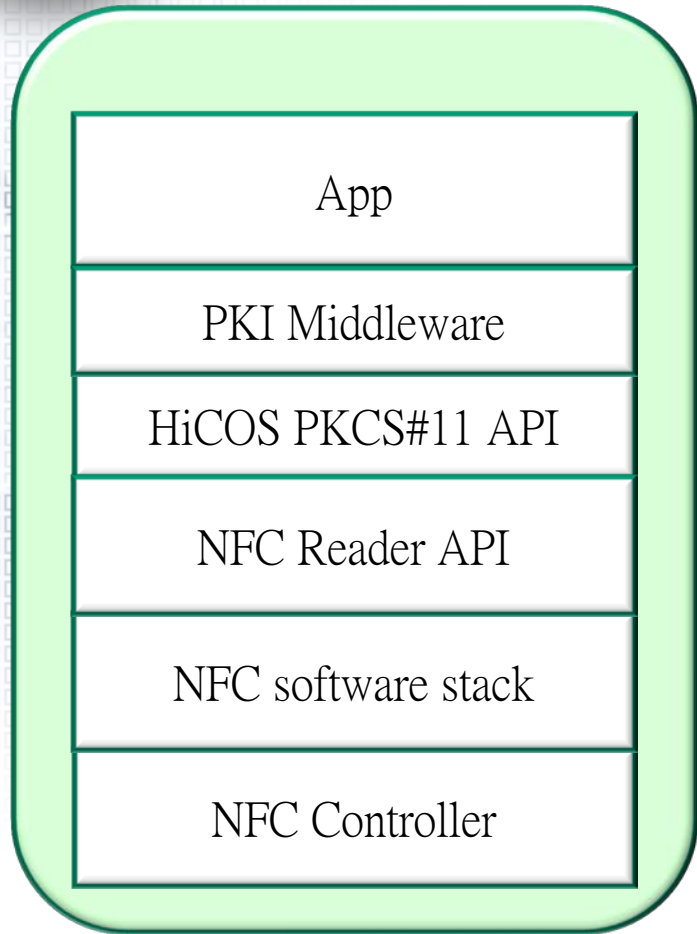 App
PKI Middleware
HiCOS PKCS#11 API
NFC Reader API
NFC software stack
NFC Controller